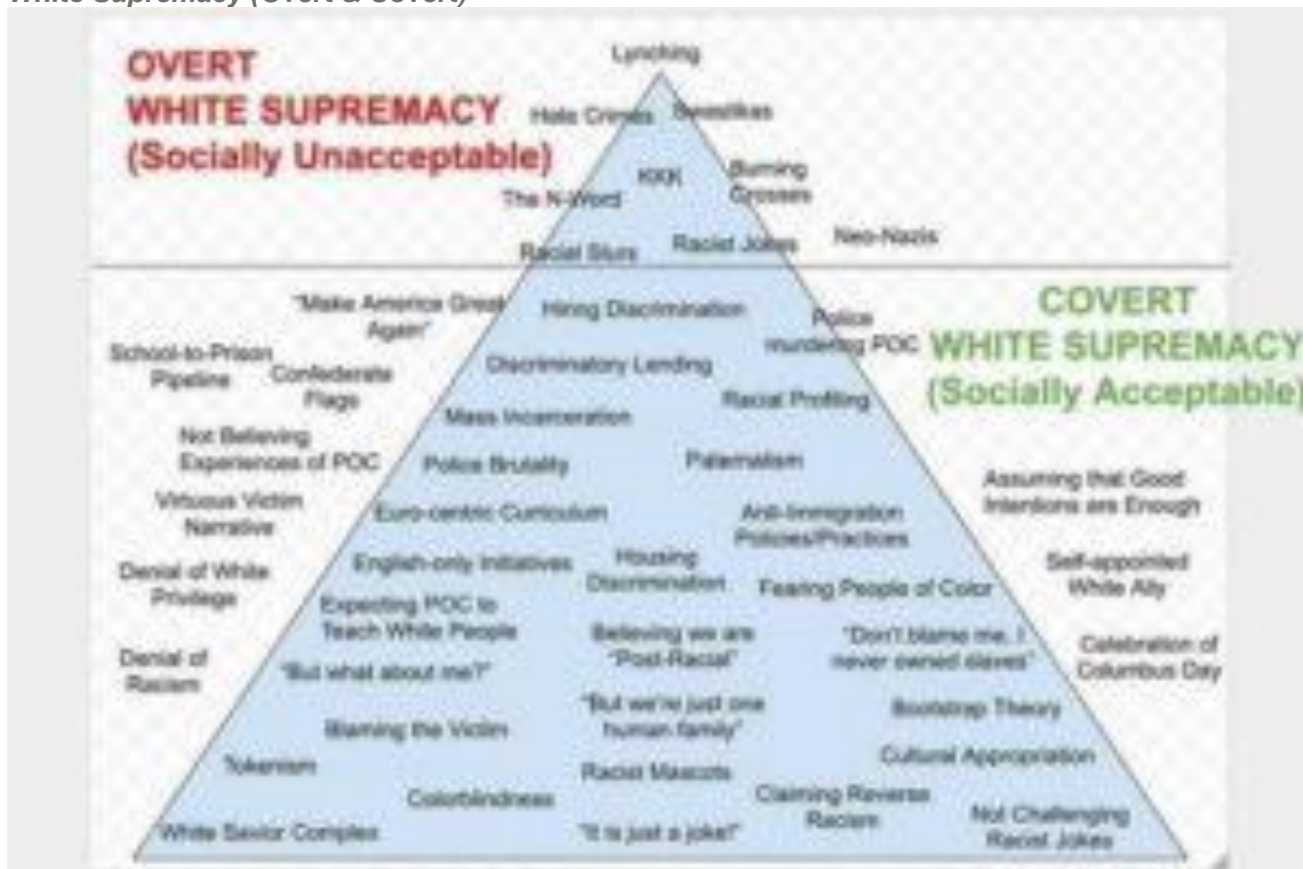 White Supremacy (Overt & Covert)
OVERT
WHITE SUPREMACY
(Socially Unacceptable)
Lynching
Hate Crimes
Swastikas
KKK
Burning
Crosses
The N-Word
Racial Slurs
Racist Jokes
Neo-Nazis
COVERT
WHITE SUPREMACY
(Socially Acceptable)
"Make America Great
Again"
Hiring Discrimination
Police
murdering POC
School-to-Prison
Pipeline
Confederate
Flags
Discriminatory Lending
Mass Incarceration
Racial Profiling
Not Believing
Experiences of POC
Police Brutality
Paternalism
Assuming that Good
Intentions are Enough
Virtuous Victim
Narrative
Euro-centric Curriculum
Anti-Immigration
Policies/Practices
Denial of White
Privilege
English-only Initiatives
Housing
Discrimination
Fearing People of Color
Self-appointed
White Ally
Expecting POC to
Teach White People
Believing we are
"Post-Racial"
"Don't blame me. I
never owned slaves"
Celebration of
Columbus Day
Denial of
Racism
"But what about me?"
"But we're just one
human family"
Bootstrap Theory
Blaming the Victim
Cultural Appropriation
Tokenism
Racist Mascots
Colorblindness
Claiming Reverse
Racism
White Savior Complex
"It is just a joke!"
Not Challenging
Racist Jokes